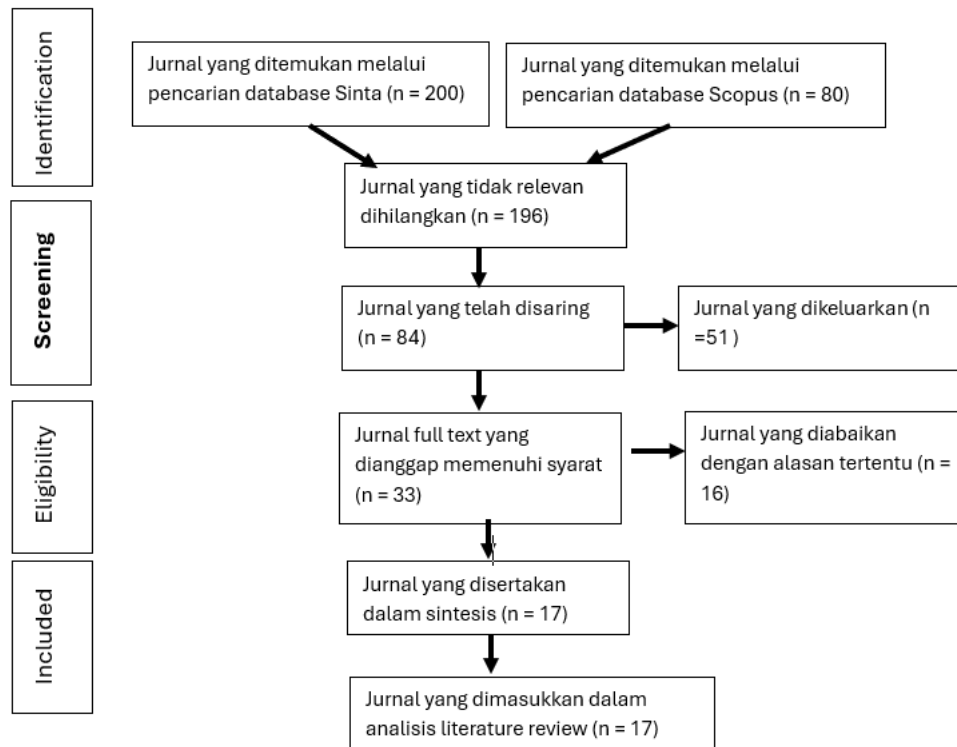 Identification
Jurnal yang ditemukan melalui
pencarian database Sinta (n = 200)
Jurnal yang ditemukan melalui
pencarian database Scopus (n = 80)
Jurnal yang tidak relevan
dihilangkan (n = 196)
Screening
Jurnal yang telah disaring
(n = 84)
Jurnal yang dikeluarkan (n
=51 )
Eligibility
Jurnal full text yang
dianggap memenuhi syarat
(n = 33)
Jurnal yang diabaikan
dengan alasan tertentu (n =
16)
Included
Jurnal yang disertakan
dalam sintesis (n = 17)
Jurnal yang dimasukkan dalam
analisis literature review (n = 17)